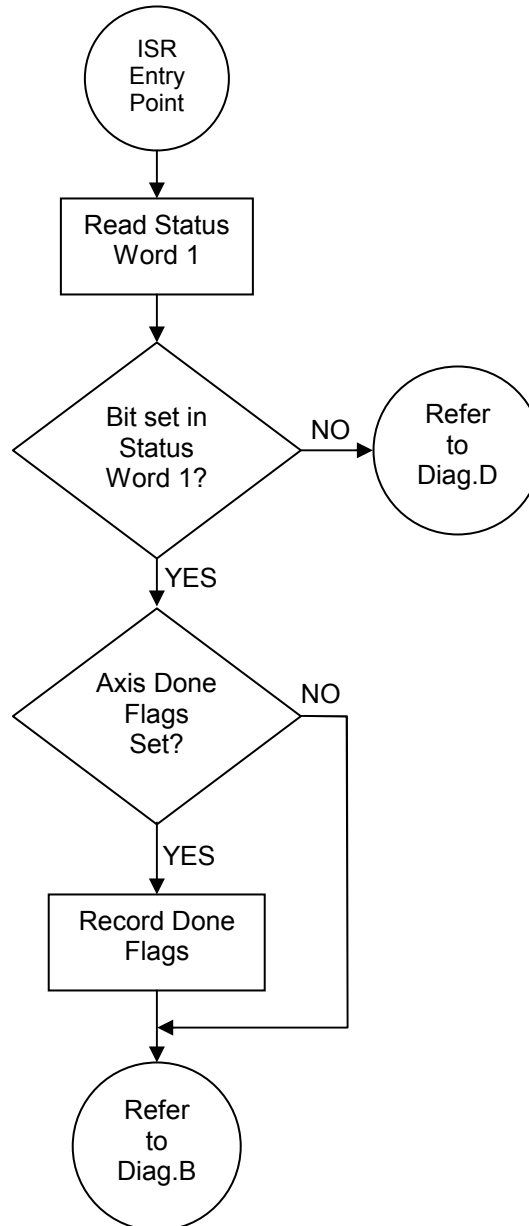 ISR
Entry
Point
Read Status
Word 1
Bit set in
Status
Word 1?
NO
Refer
to
Diag.D
YES
Axis Done
Flags
Set?
NO
YES
Record Done
Flags
Refer
to
Diag.B